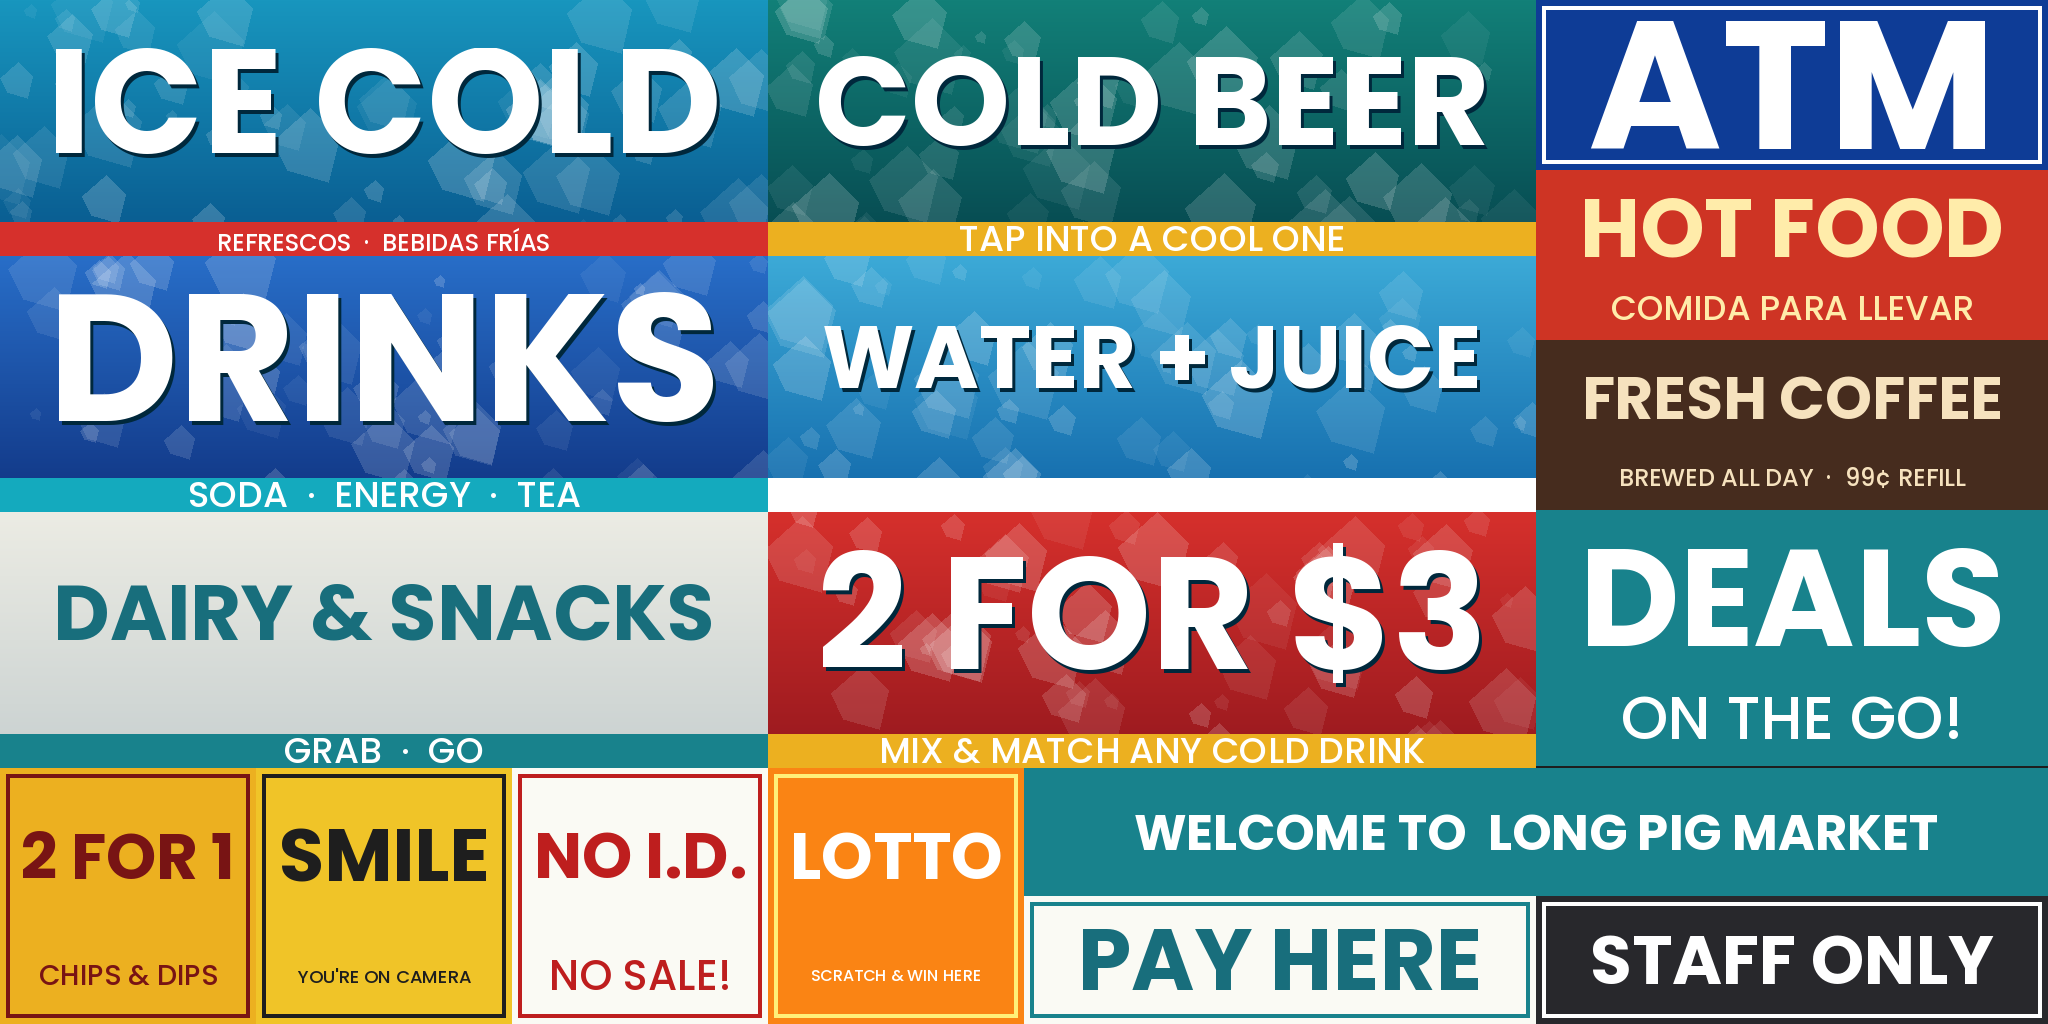 ICE COLD
REFRESCOS · BEBIDAS FRÍAS
COLD BEER
TAP INTO A COOL ONE
ATM
HOT FOOD
COMIDA PARA LLEVAR
DRINKS
SODA · ENERGY · TEA
WATER + JUICE
FRESH COFFEE
BREWED ALL DAY · 99¢ REFILL
DAIRY & SNACKS
GRAB · GO
2 FOR $3
MIX & MATCH ANY COLD DRINK
DEALS
ON THE GO!
2 FOR 1
CHIPS & DIPS
SMILE
YOU'RE ON CAMERA
NO I.D.
NO SALE!
LOTTO
SCRATCH & WIN HERE
WELCOME TO LONG PIG MARKET
PAY HERE
STAFF ONLY